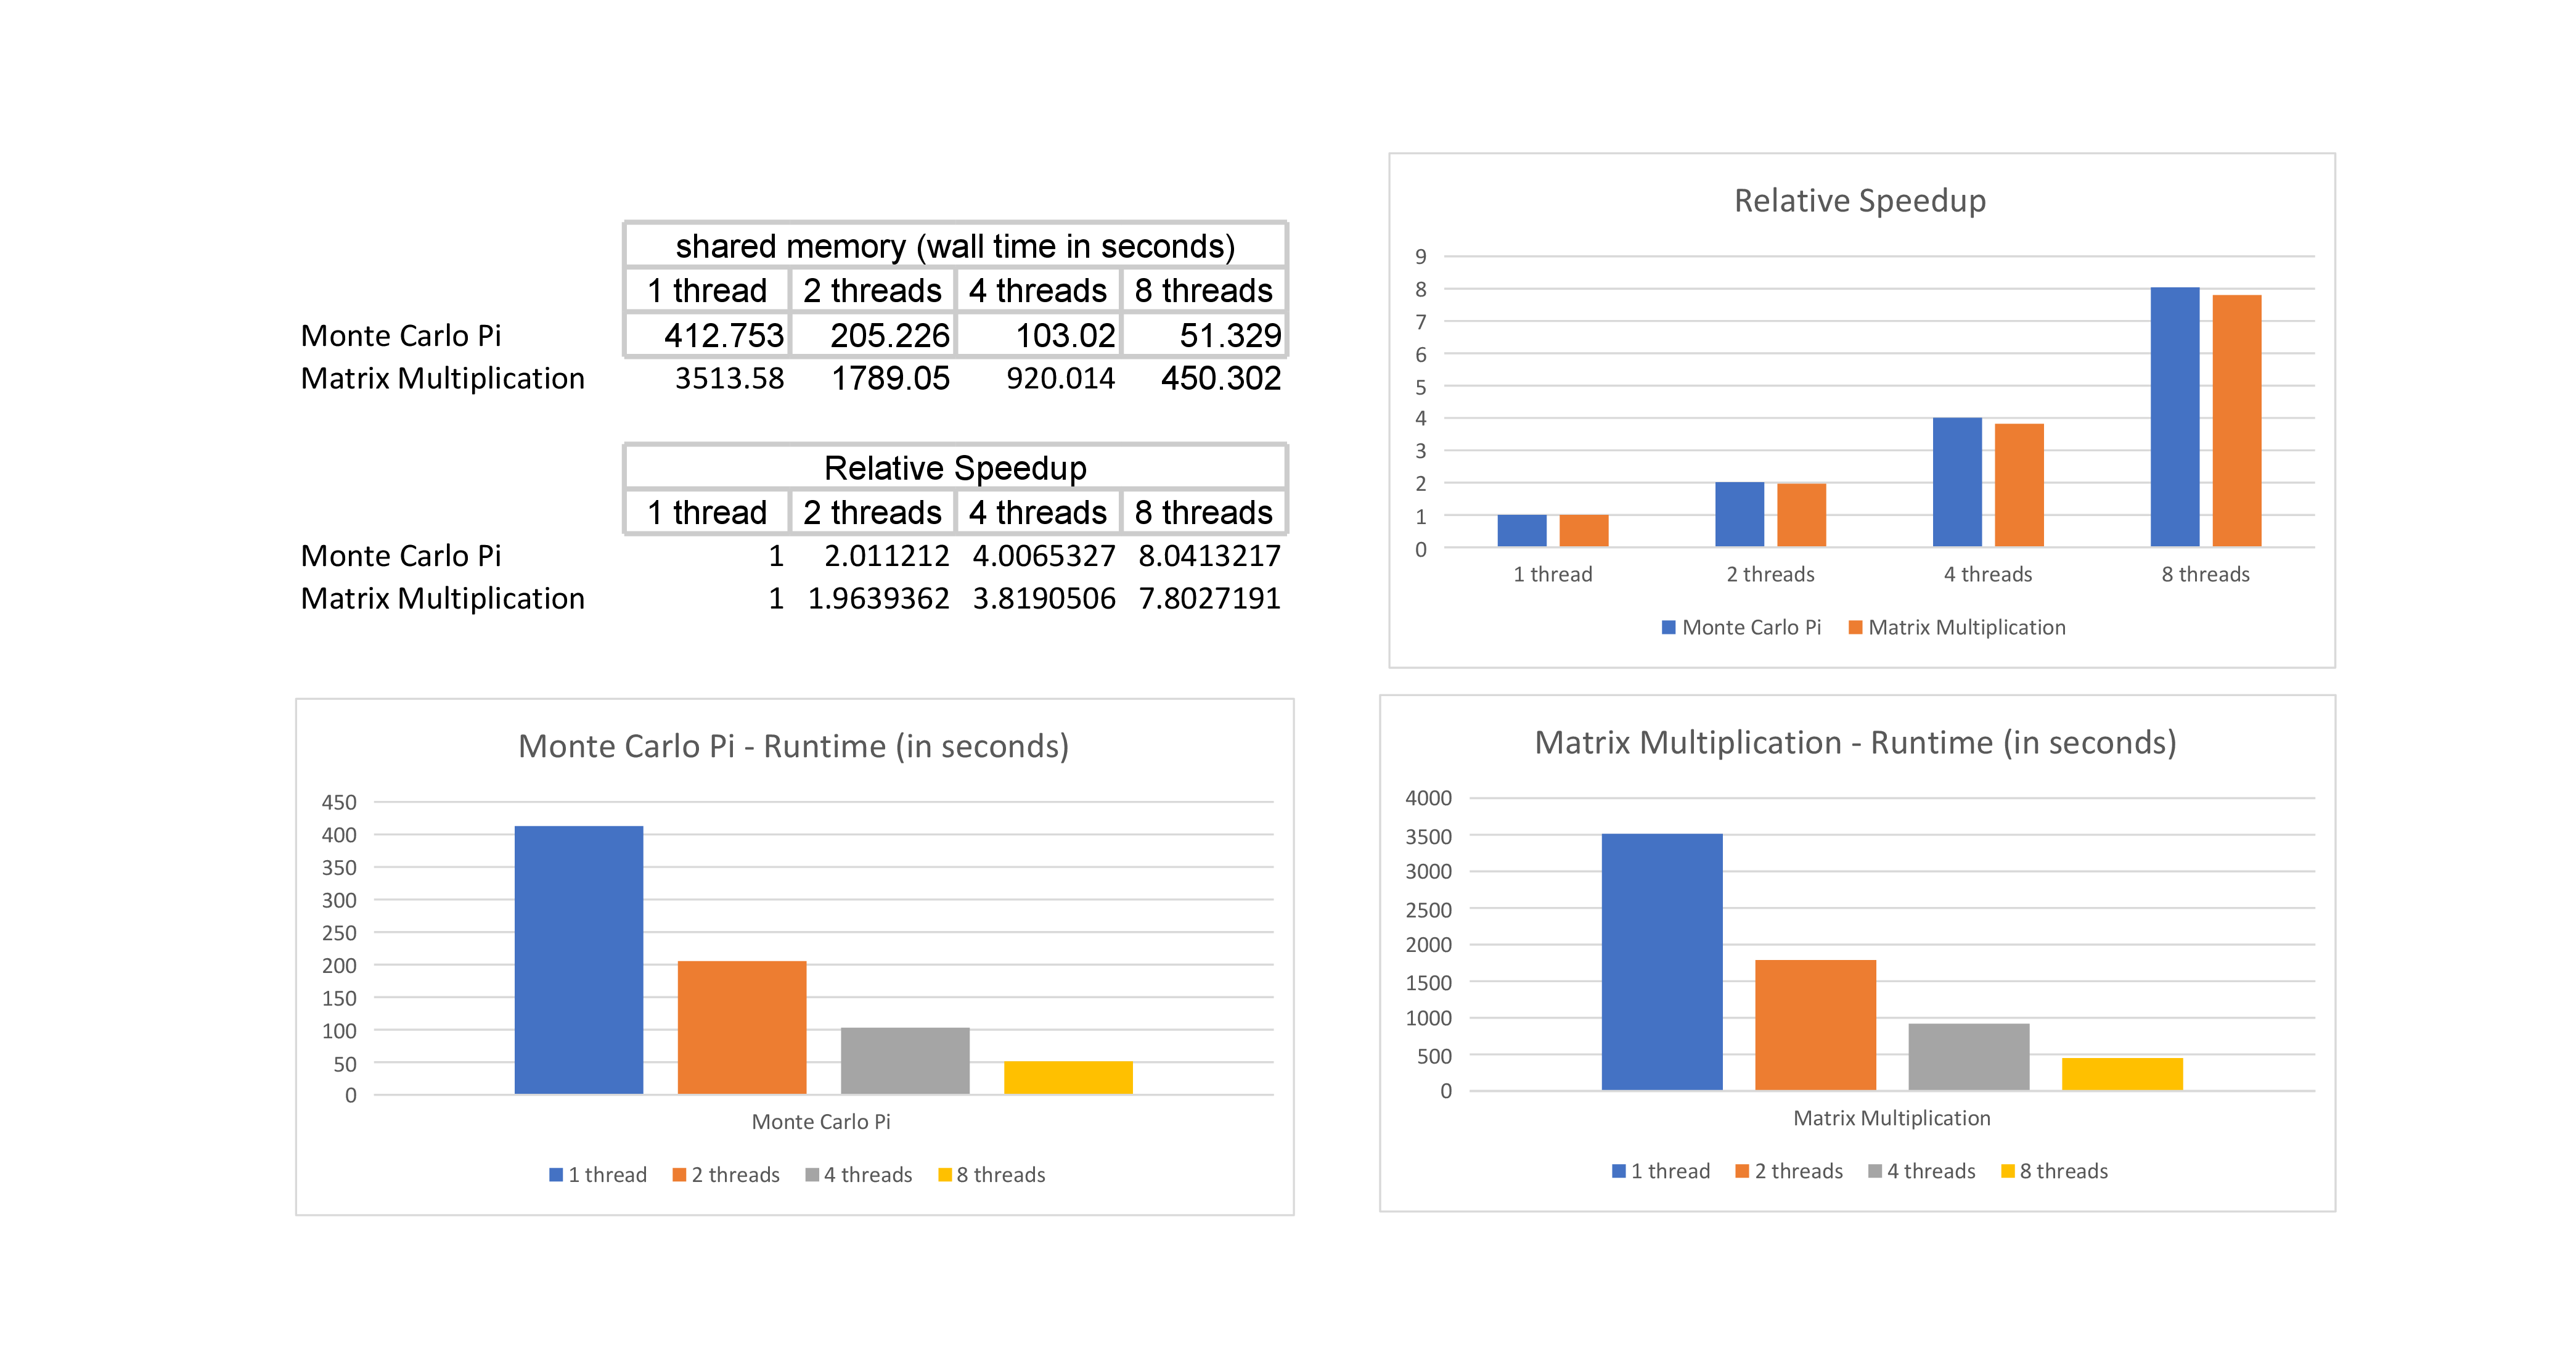 shared memory (wall time in seconds)
1 thread 2 threads 4 threads 8 threads
Monte Carlo Pi 412.753 205.226 103.02 51.329
Matrix Multiplication 3513.58 1789.05 920.014 450.302
Relative Speedup
1 thread 2 threads 4 threads 8 threads
Monte Carlo Pi 1 2.011212 4.0065327 8.0413217
Matrix Multiplication 1 1.9639362 3.8190506 7.8027191
Relative Speedup
9
8
7
6
5
4
3
2
1
0
1 thread 2 threads 4 threads 8 threads
Monte Carlo Pi Matrix Multiplication
Monte Carlo Pi - Runtime (in seconds)
450
400
350
300
250
200
150
100
50
0
Monte Carlo Pi
1 thread 2 threads 4 threads 8 threads
Matrix Multiplication - Runtime (in seconds)
4000
3500
3000
2500
2000
1500
1000
500
0
Matrix Multiplication
1 thread 2 threads 4 threads 8 threads